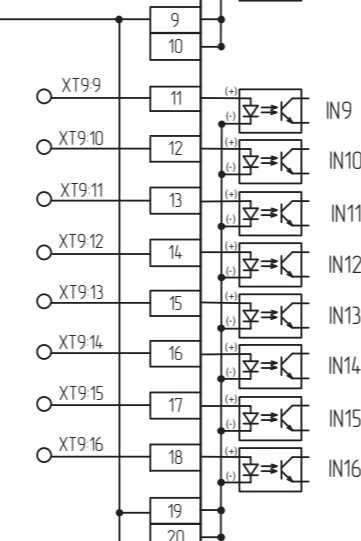 9
10
XT9:9 11 (+) (-) IN9
XT9:10 12 (+) (-) IN10
XT9:11 13 (+) (-) IN11
XT9:12 14 (+) (-) IN12
XT9:13 15 (+) (-) IN13
XT9:14 16 (+) (-) IN14
XT9:15 17 (+) (-) IN15
XT9:16 18 (+) (-) IN16
19
20